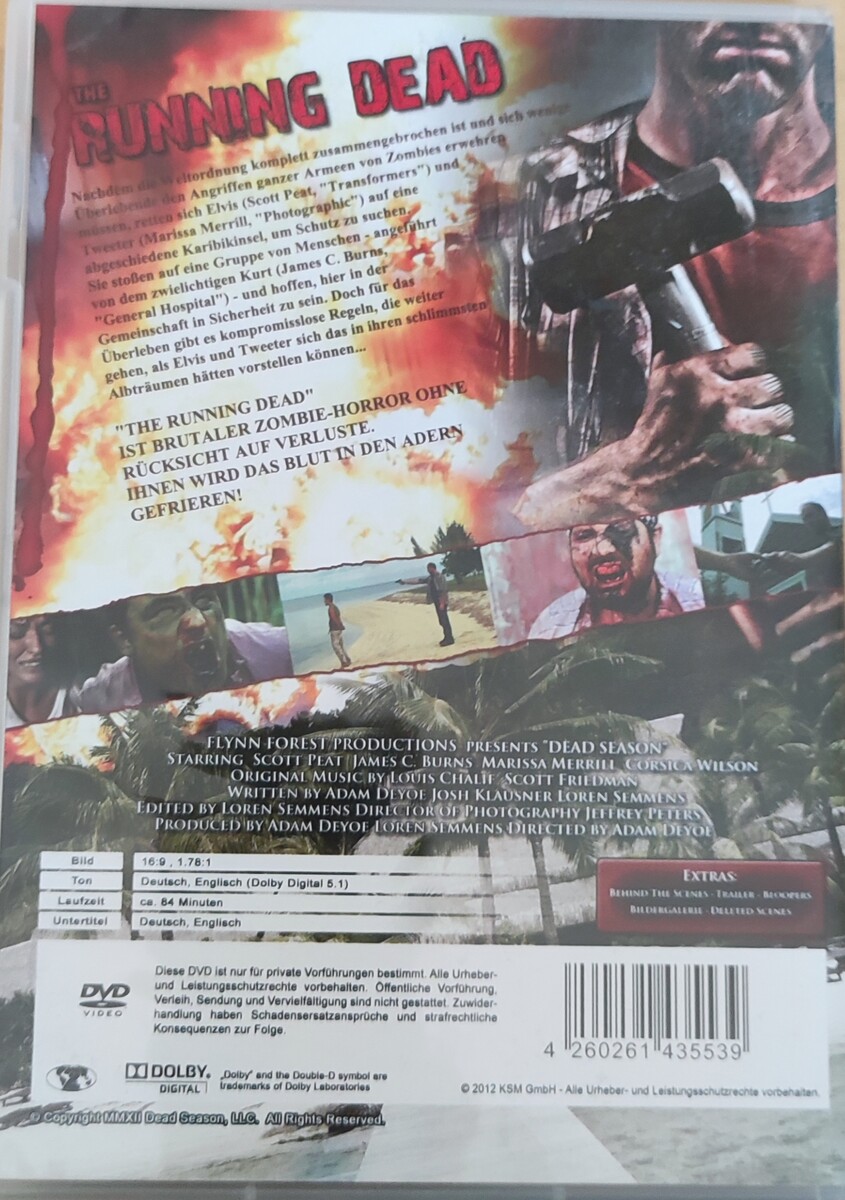 THE
RUNNING DEAD
Nachdem die Weltordnung komplett zusammengebrochen ist und sich wenige
Überlebende den Angriffen ganzer Armeen von Zombies erwehren
müssen, retten sich Elvis (Scott Peat, "Transformers") und
Tweeter (Marissa Merrill, "Photographic") auf eine
abgeschiedene Karibikinsel, um Schutz zu suchen.
Sie stoßen auf eine Gruppe von Menschen - angeführt
von dem zwielichtigen Kurt (James C. Burns,
"General Hospital") - und hoffen, hier in der
Gemeinschaft in Sicherheit zu sein. Doch für das
Überleben gibt es kompromisslose Regeln, die weiter
gehen, als Elvis und Tweeter sich das in ihren schlimmsten
Albträumen hätten vorstellen können...
"THE RUNNING DEAD"
IST BRUTALER ZOMBIE-HORROR OHNE
RÜCKSICHT AUF VERLUSTE.
IHNEN WIRD DAS BLUT IN DEN ADERN
GEFRIEREN!
FLYNN FOREST PRODUCTIONS PRESENTS "DEAD SEASON"
STARRING SCOTT PEAT JAMES C. BURNS MARISSA MERRILL CORSICA WILSON
ORIGINAL MUSIC BY LOUIS CHALIF SCOTT FRIEDMAN
WRITTEN BY ADAM DEYOE JOSH KLAUSNER LOREN SEMMENS
EDITED BY LOREN SEMMENS DIRECTOR OF PHOTOGRAPHY JEFFREY PETERS
PRODUCED BY ADAM DEYOE LOREN SEMMENS DIRECTED BY ADAM DEYOE
Bild 16:9, 1.78:1
Ton Deutsch, Englisch (Dolby Digital 5.1)
Laufzeit ca. 84 Minuten
Untertitel Deutsch, Englisch
EXTRAS:
BEHIND THE SCENES · TRAILER · BLOOPERS
BILDERGALERIE · DELETED SCENES
DVD
VIDEO
Diese DVD ist nur für private Vorführungen bestimmt. Alle Urheber-
und Leistungsschutzrechte vorbehalten. Öffentliche Vorführung,
Verleih, Sendung und Vervielfältigung sind nicht gestattet. Zuwider-
handlung haben Schadensersatzansprüche und strafrechtliche
Konsequenzen zur Folge.
4 260261 435539
DOLBY
DIGITAL
„Dolby" and the Double-D symbol are
trademarks of Dolby Laboratories
© 2012 KSM GmbH - Alle Urheber- und Leistungsschutzrechte vorbehalten.
© Copyright MMXII Dead Season, LLC. All Rights Reserved.